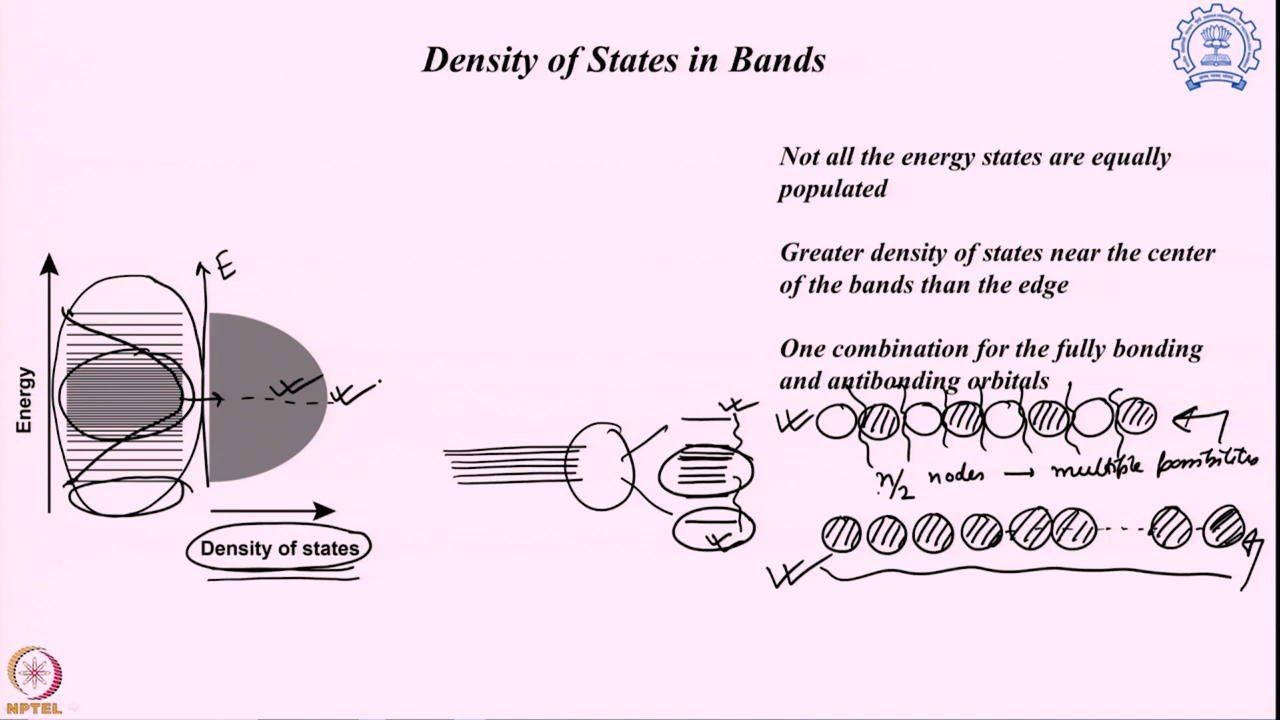 Density of States in Bands
Not all the energy states are equally
populated
Greater density of states near the center
of the bands than the edge
One combination for the fully bonding
and antibonding orbitals
n/2 nodes → multiple possibilities
E
Energy
Density of states
NPTEL